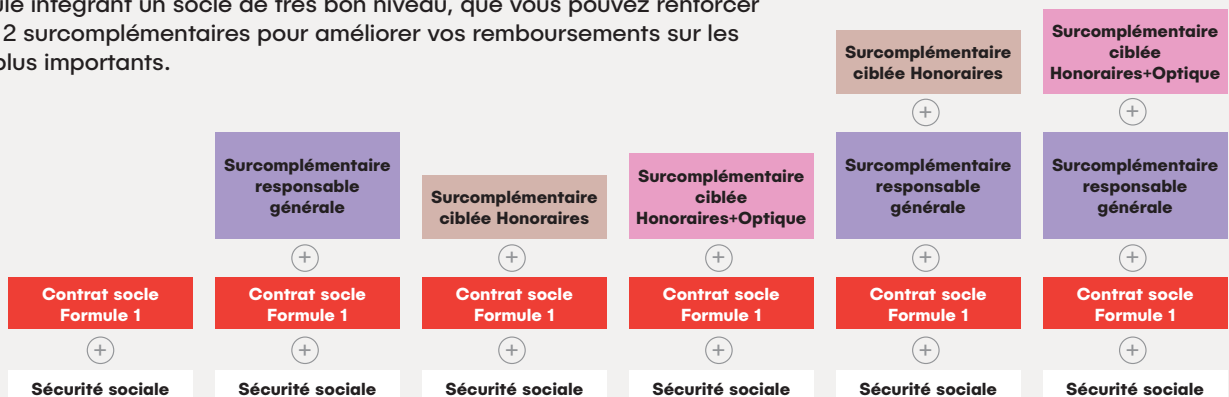 intégrant un socle de très bon niveau, que vous pouvez renforcer
2 surcomplémentaires pour améliorer vos remboursements sur les
plus importants.
Surcomplémentaire
responsable
générale
Surcomplémentaire
ciblée Honoraires
Surcomplémentaire
ciblée
Honoraires+Optique
Surcomplémentaire
ciblée Honoraires
+
Surcomplémentaire
responsable
générale
Surcomplémentaire
ciblée
Honoraires+Optique
+
Surcomplémentaire
responsable
générale
+ + + + +
Contrat socle
Formule 1
Contrat socle
Formule 1
Contrat socle
Formule 1
Contrat socle
Formule 1
Contrat socle
Formule 1
Contrat socle
Formule 1
+ + + + + +
Sécurité sociale Sécurité sociale Sécurité sociale Sécurité sociale Sécurité sociale Sécurité sociale